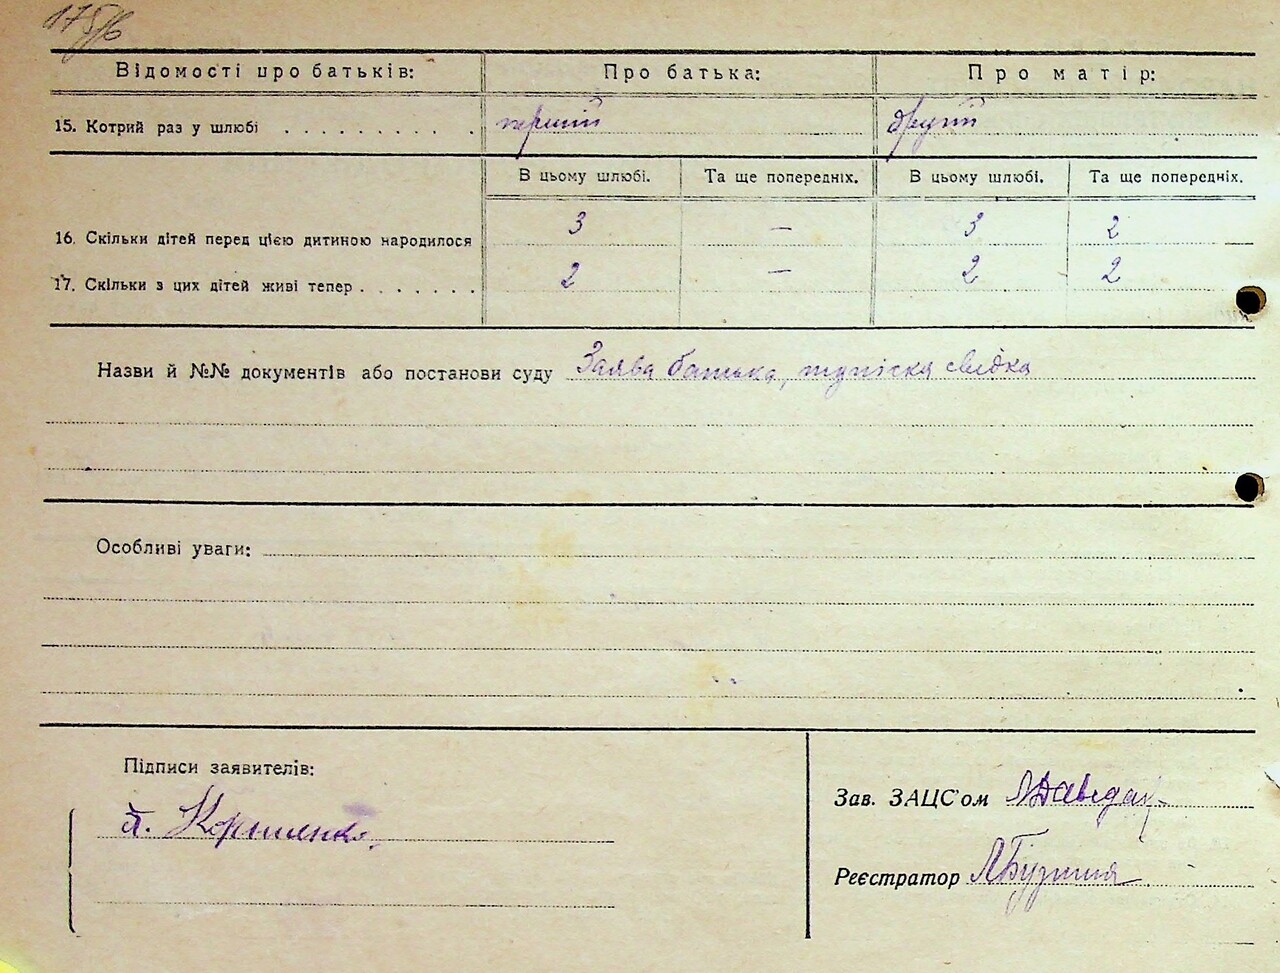 175/6
Відомості про батьків: Про батька: Про матір:
15. Котрий раз у шлюбі . . . . . . . . . . перший другий
В цьому шлюбі. Та ще попередніх. В цьому шлюбі. Та ще попередніх.
16. Скільки дітей перед цією дитиною народилося 3 — 3 2
17. Скільки з цих дітей живі тепер . . . . . . . 2 — 2 2
Назви й №№ документів або постанови суду Заява батька, свідка
Особливі уваги:
Підписи заявителів:
Зав. ЗАЦС'ом
Реєстратор